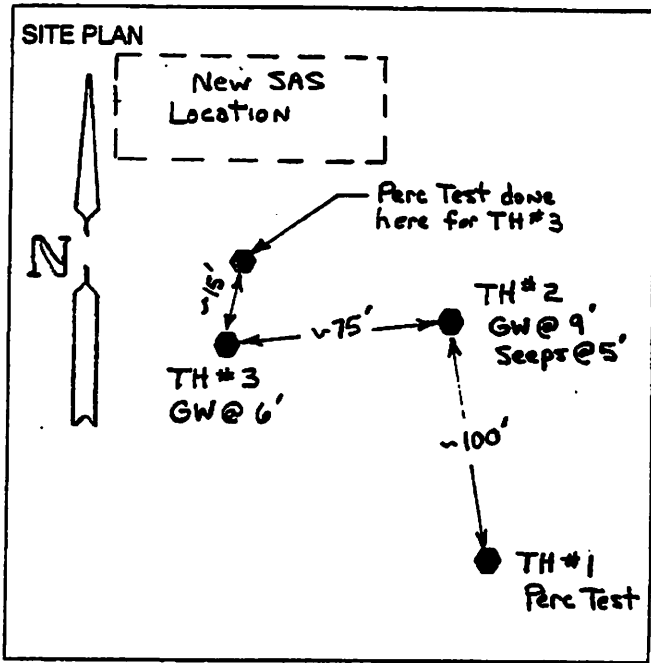 SITE PLAN
New SAS
Location
N
Perc Test done
here for TH#3
~15'
TH#2
GW @ 9'
Seeps @ 5'
~75'
TH#3
GW @ 6'
~100'
TH#1
Perc Test